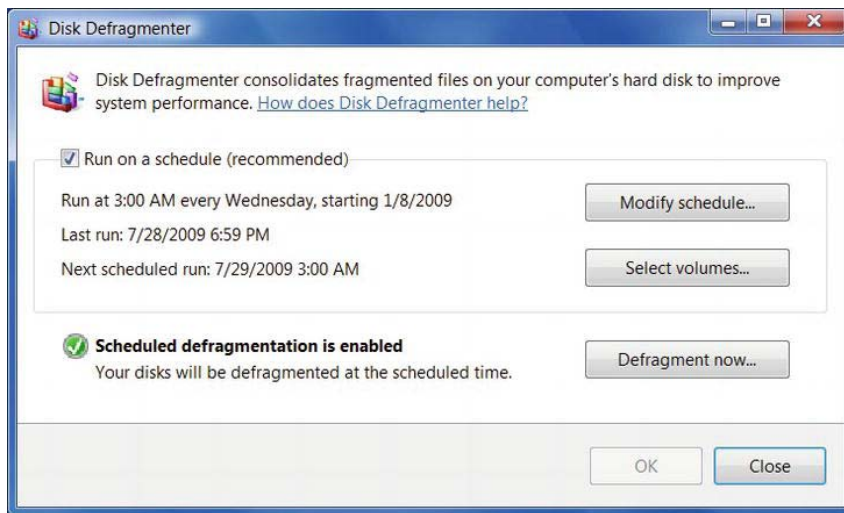 Disk Defragmenter
Disk Defragmenter consolidates fragmented files on your computer's hard disk to improve
system performance. How does Disk Defragmenter help?
Run on a schedule (recommended)
Run at 3:00 AM every Wednesday, starting 1/8/2009
Modify schedule...
Last run: 7/28/2009 6:59 PM
Next scheduled run: 7/29/2009 3:00 AM
Select volumes...
Scheduled defragmentation is enabled
Your disks will be defragmented at the scheduled time.
Defragment now...
OK
Close